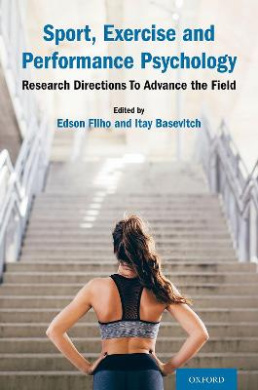 Sport, Exercise and
Performance Psychology
Research Directions To Advance the Field
Edited by
Edson Filho and Itay Basevitch
OXFORD